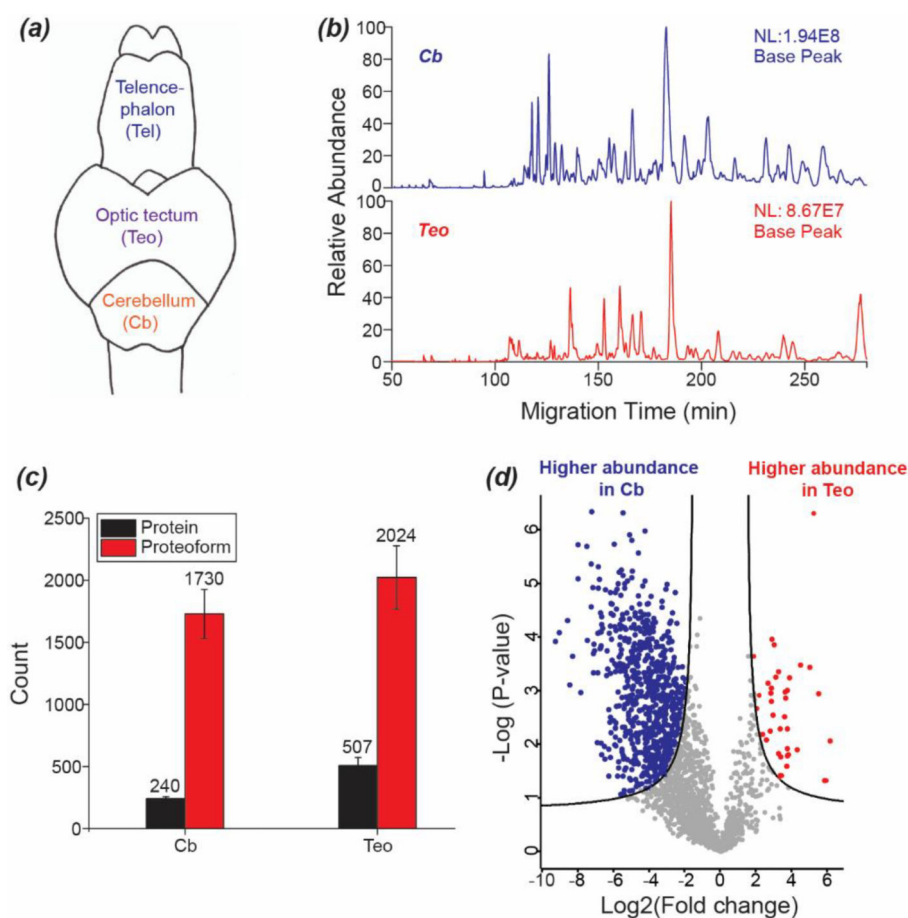 (a)
Telence-
phalon
(Tel)
Optic tectum
(Teo)
Cerebellum
(Cb)
(b)
Cb
NL:1.94E8
Base Peak
100
80
60
40
20
0
Teo
NL: 8.67E7
Base Peak
100
80
60
40
20
0
Relative Abundance
50 100 150 200 250
Migration Time (min)
(c)
Protein
Proteoform
2500
2000
1500
1000
500
0
Count
240
1730
507
2024
Cb Teo
(d)
Higher abundance
in Cb
Higher abundance
in Teo
6
5
4
3
2
1
0
-Log (P-value)
-10 -8 -6 -4 -2 0 2 4 6
Log2(Fold change)